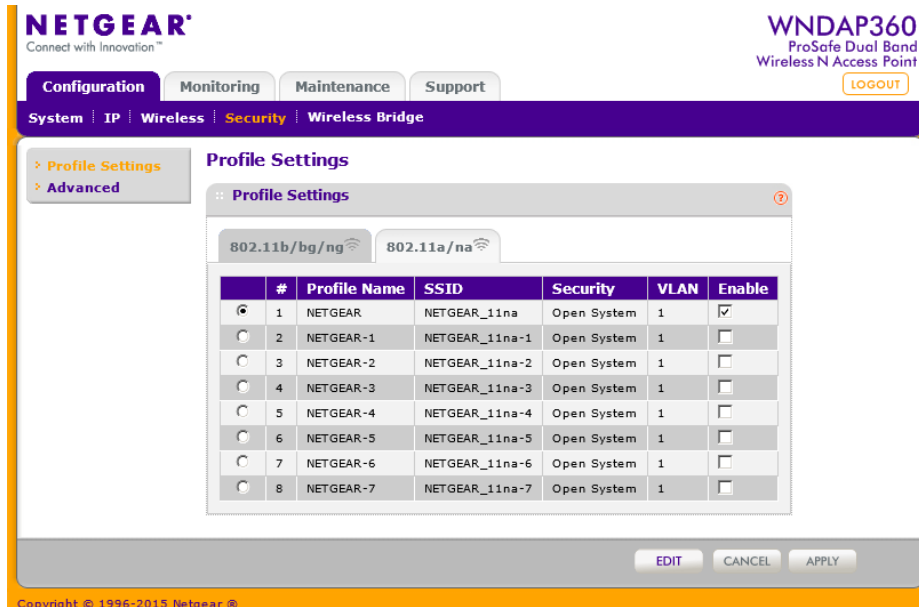 NETGEAR®
Connect with Innovation™
WNDAP360
ProSafe Dual Band
Wireless N Access Point
LOGOUT
Configuration Monitoring Maintenance Support
System IP Wireless Security Wireless Bridge
Profile Settings
Advanced
Profile Settings
Profile Settings ?
802.11b/bg/ng 802.11a/na
# Profile Name SSID Security VLAN Enable
1 NETGEAR NETGEAR_11na Open System 1
2 NETGEAR-1 NETGEAR_11na-1 Open System 1
3 NETGEAR-2 NETGEAR_11na-2 Open System 1
4 NETGEAR-3 NETGEAR_11na-3 Open System 1
5 NETGEAR-4 NETGEAR_11na-4 Open System 1
6 NETGEAR-5 NETGEAR_11na-5 Open System 1
7 NETGEAR-6 NETGEAR_11na-6 Open System 1
8 NETGEAR-7 NETGEAR_11na-7 Open System 1
EDIT CANCEL APPLY
Copyright © 1996-2015 Netgear ®